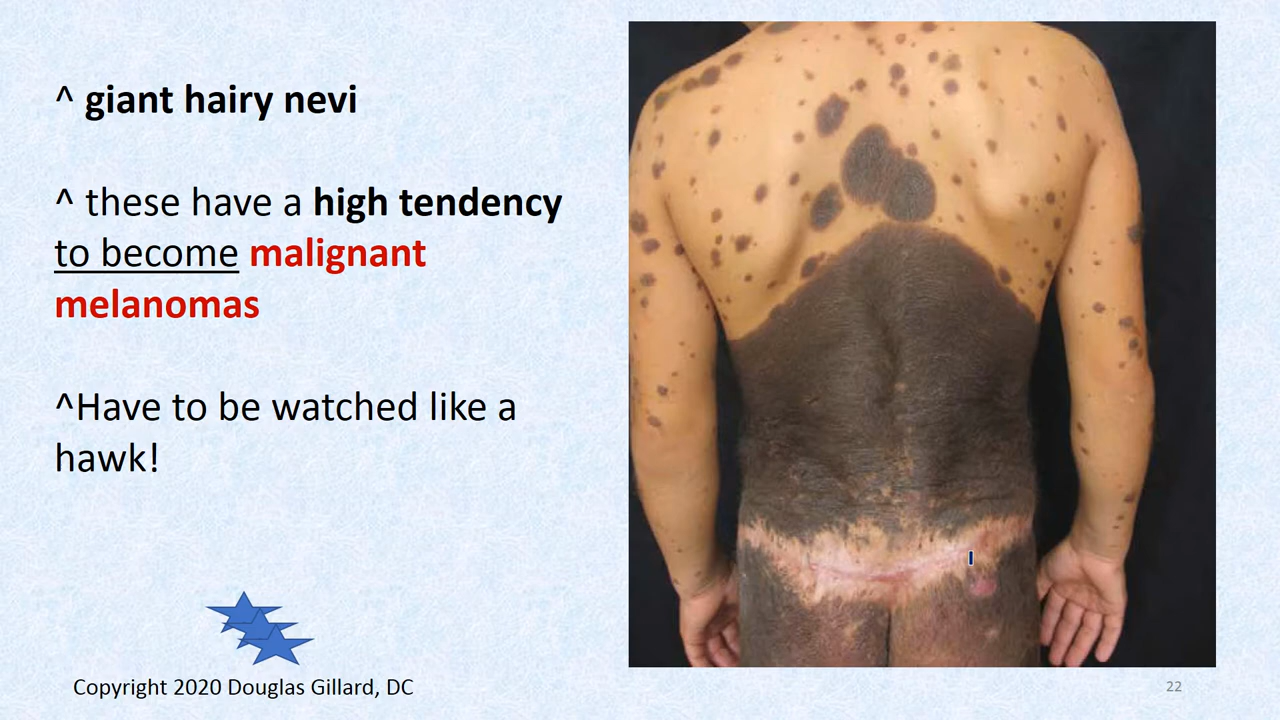 ^ giant hairy nevi
^ these have a high tendency
to become malignant
melanomas
^Have to be watched like a
hawk!
Copyright 2020 Douglas Gillard, DC
22